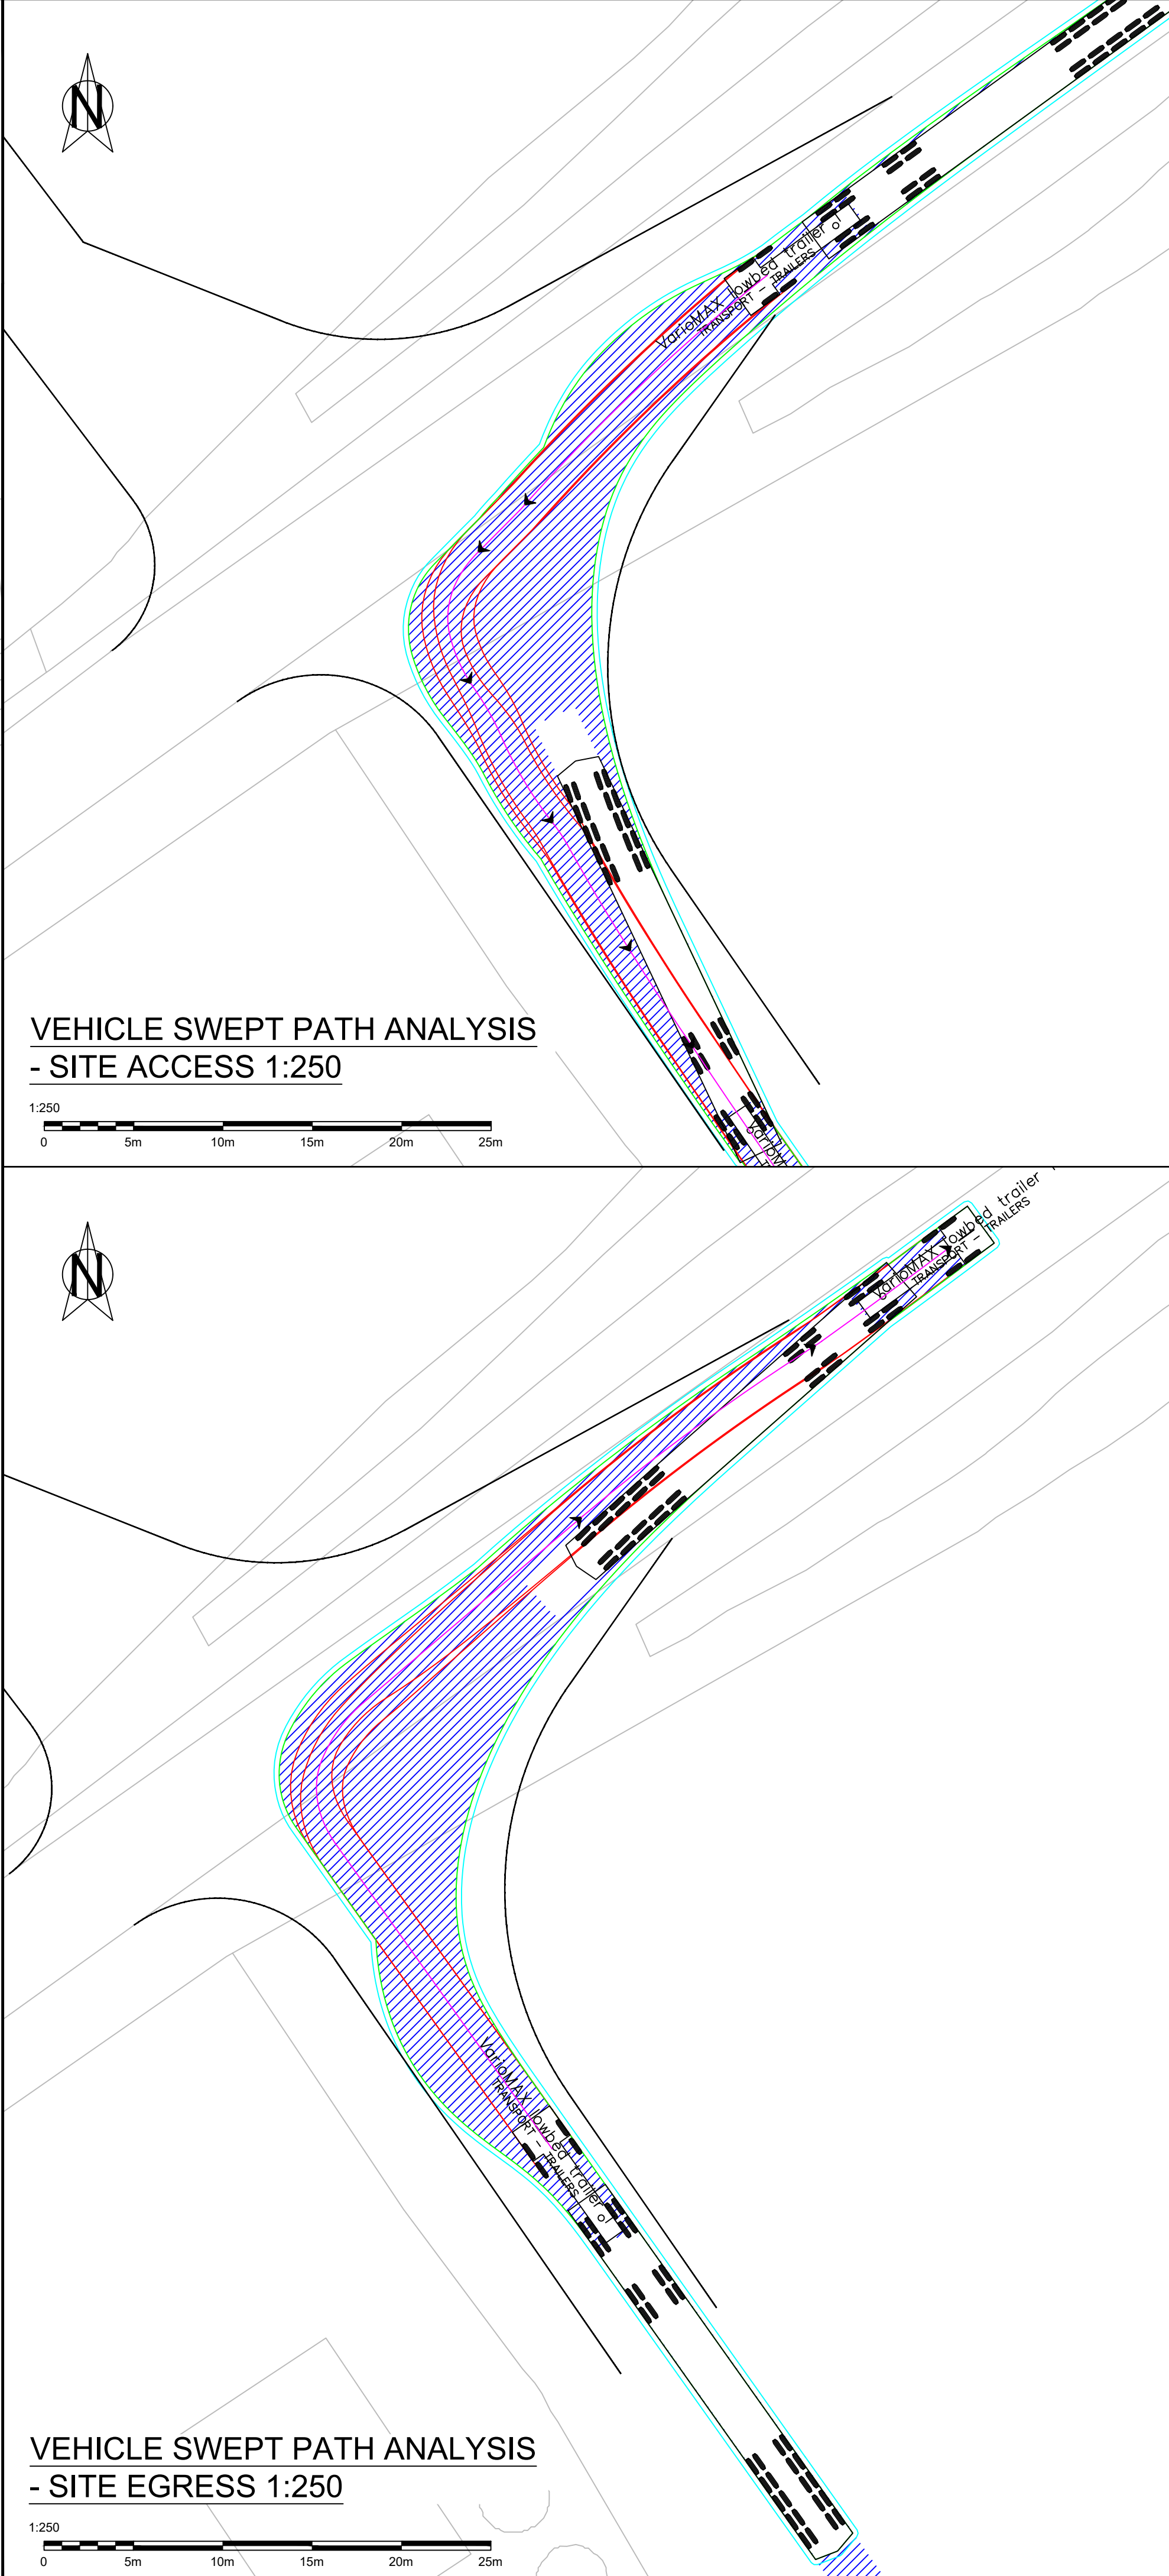 N
VarioMAX lowbed trailer
TRANSPORT - TRAILERS
VEHICLE SWEPT PATH ANALYSIS
- SITE ACCESS 1:250
1:250
0 5m 10m 15m 20m 25m
VarioM
N
VarioMAX lowbed trailer
TRANSPORT - TRAILERS
VarioMAX lowbed trailer
TRANSPORT - TRAILERS
VEHICLE SWEPT PATH ANALYSIS
- SITE EGRESS 1:250
1:250
0 5m 10m 15m 20m 25m